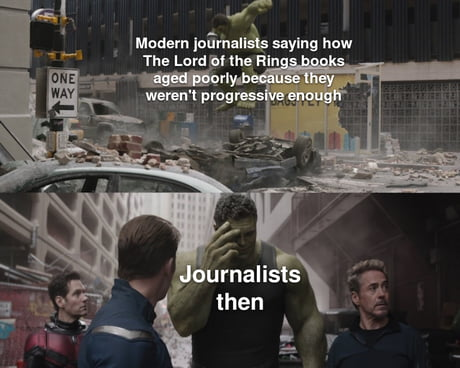 Modern journalists saying how
The Lord of the Rings books
aged poorly because they
weren't progressive enough
ONE
WAY
Journalists
then